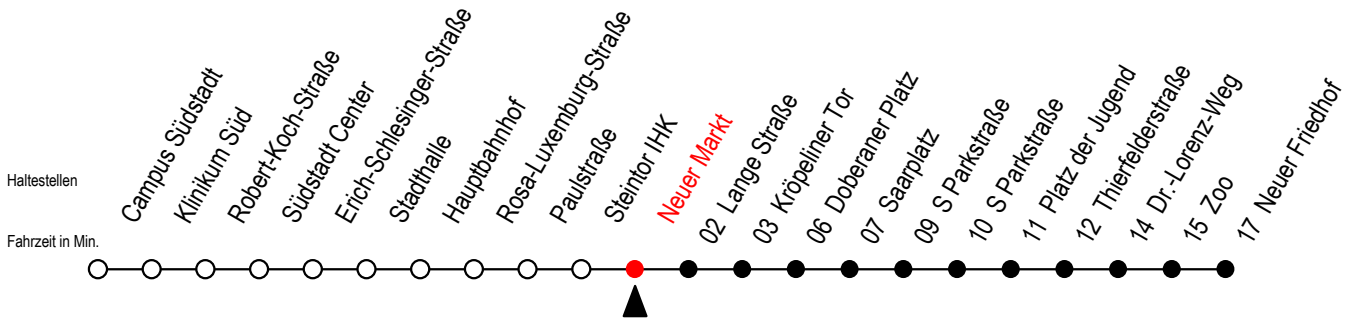 Haltestellen
Fahrzeit in Min.
Campus Südstadt
Klinikum Süd
Robert-Koch-Straße
Südstadt Center
Erich-Schlesinger-Straße
Stadthalle
Hauptbahnhof
Rosa-Luxemburg-Straße
Paulstraße
Steintor IHK
Neuer Markt
02 Lange Straße
03 Kröpeliner Tor
06 Doberaner Platz
07 Saarplatz
09 S Parkstraße
10 S Parkstraße
11 Platz der Jugend
12 Thierfelderstraße
14 Dr.-Lorenz-Weg
15 Zoo
17 Neuer Friedhof